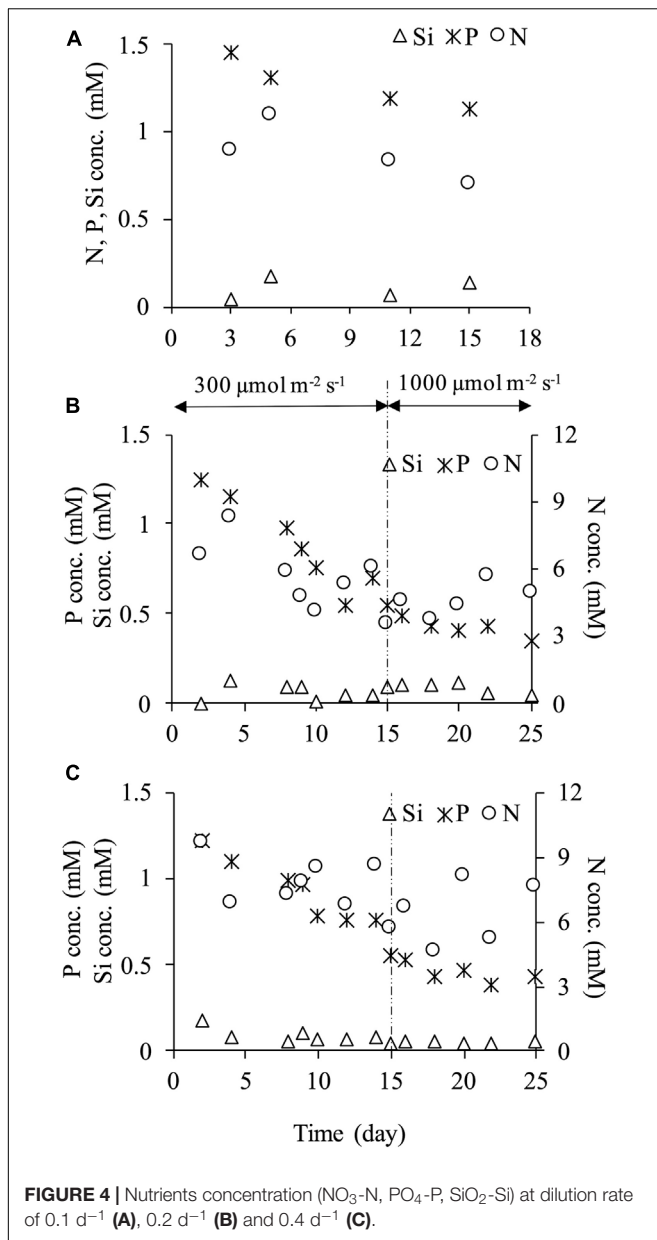 A
Si P N
1.5
1
0.5
0
N, P, Si conc. (mM)
0 3 6 9 12 15 18
300 μmol m-2 s-1 1000 μmol m-2 s-1
B
Si P N
1.5
1
0.5
0
P conc. (mM)
Si conc. (mM)
12
9
6
3
0
N conc. (mM)
0 5 10 15 20 25
C
Si P N
1.5
1
0.5
0
P conc. (mM)
Si conc. (mM)
12
9
6
3
0
N conc. (mM)
0 5 10 15 20 25
Time (day)
FIGURE 4 | Nutrients concentration (NO3-N, PO4-P, SiO2-Si) at dilution rate
of 0.1 d−1 (A), 0.2 d−1 (B) and 0.4 d−1 (C).